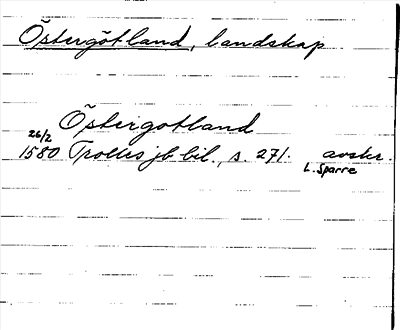 Östergötland, landskap
Östergotland
26/2
1580 Trolles jb bil., s. 271. avskr.
L. Sparre